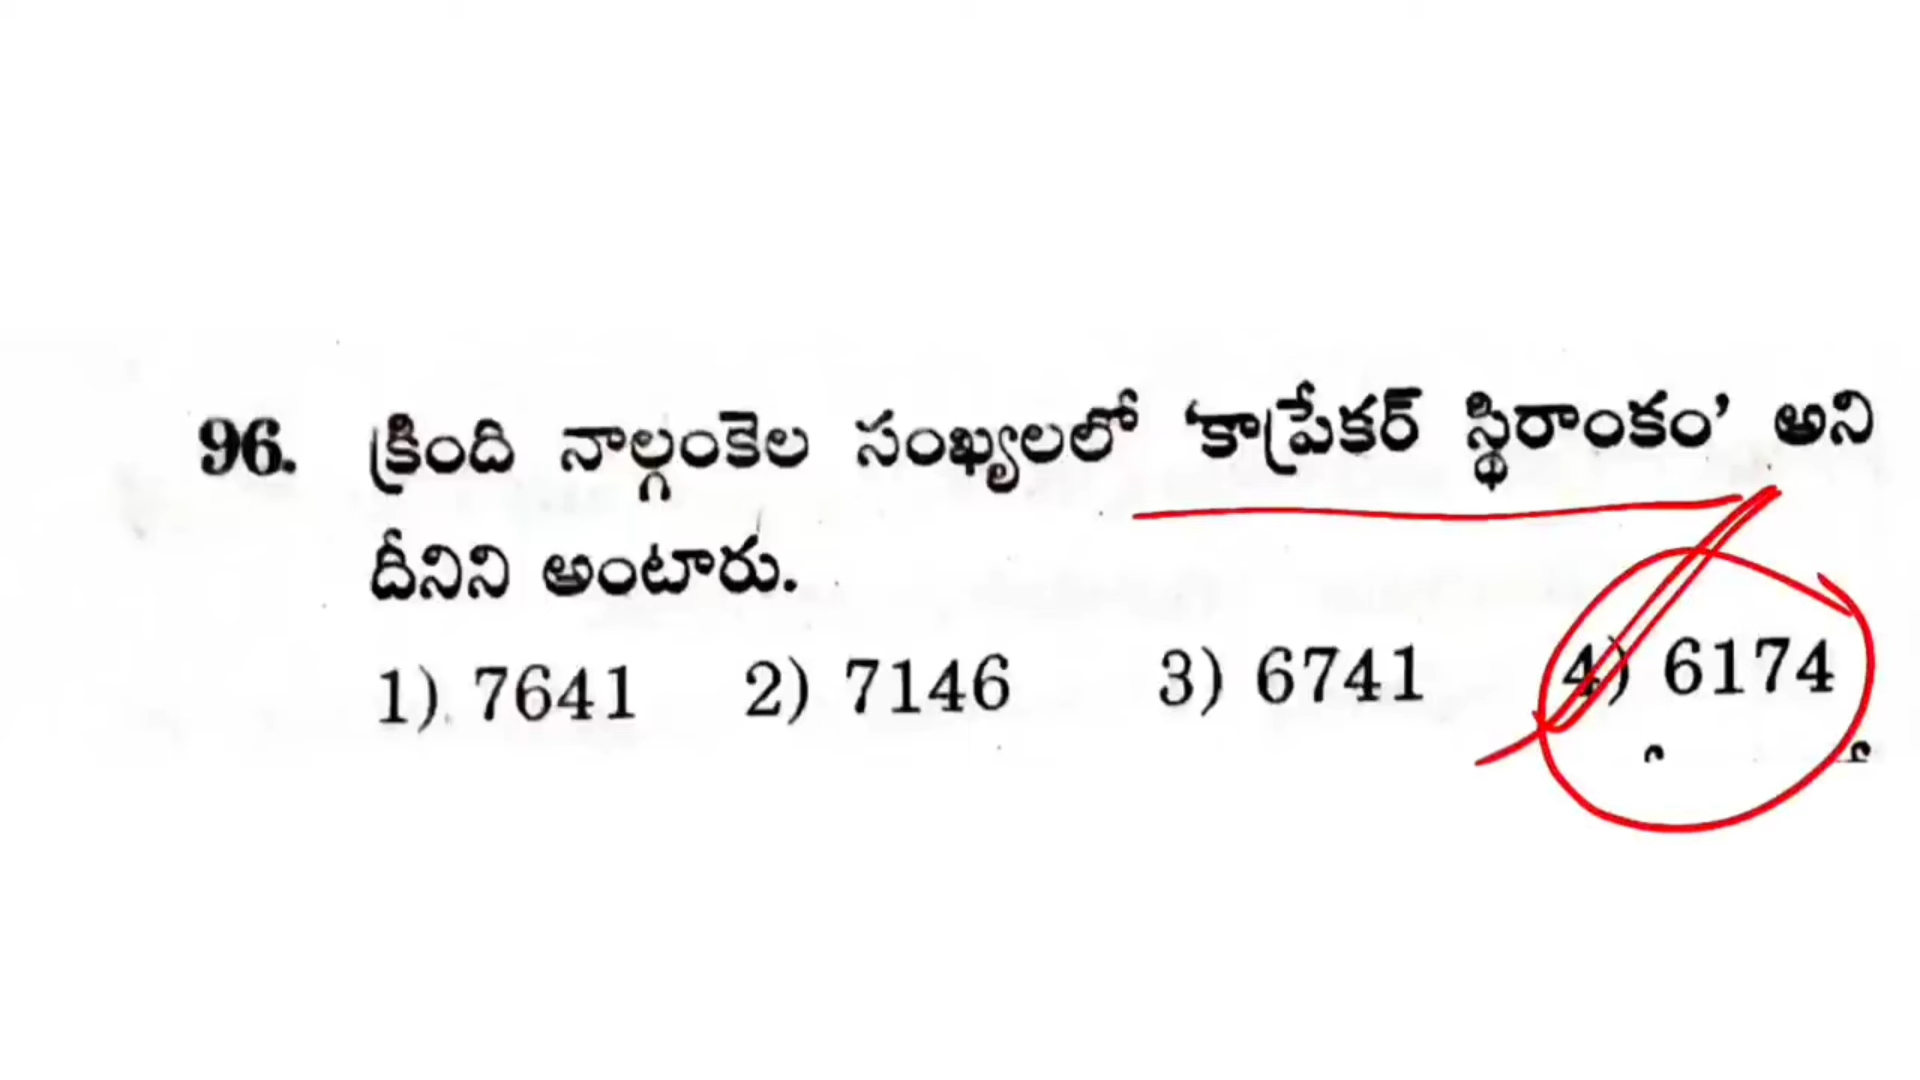 96. క్రింది నాల్గంకెల సంఖ్యలలో ‘కాప్రేకర్ స్థిరాంకం’ అని
దీనిని అంటారు.
1) 7641 2) 7146 3) 6741 4) 6174